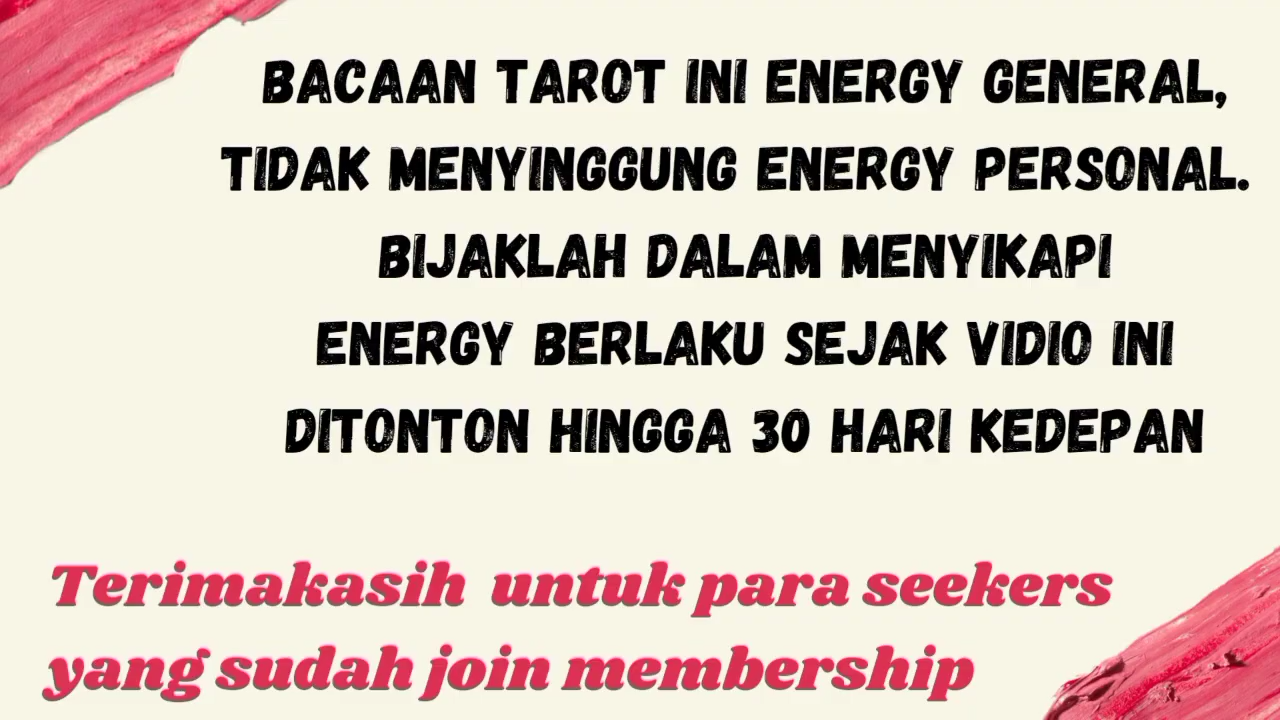 BACAAN TAROT INI ENERGY GENERAL,
TIDAK MENYINGGUNG ENERGY PERSONAL.
BIJAKLAH DALAM MENYIKAPI
ENERGY BERLAKU SEJAK VIDIO INI
DITONTON HINGGA 30 HARI KEDEPAN
Terimakasih untuk para seekers
yang sudah join membership